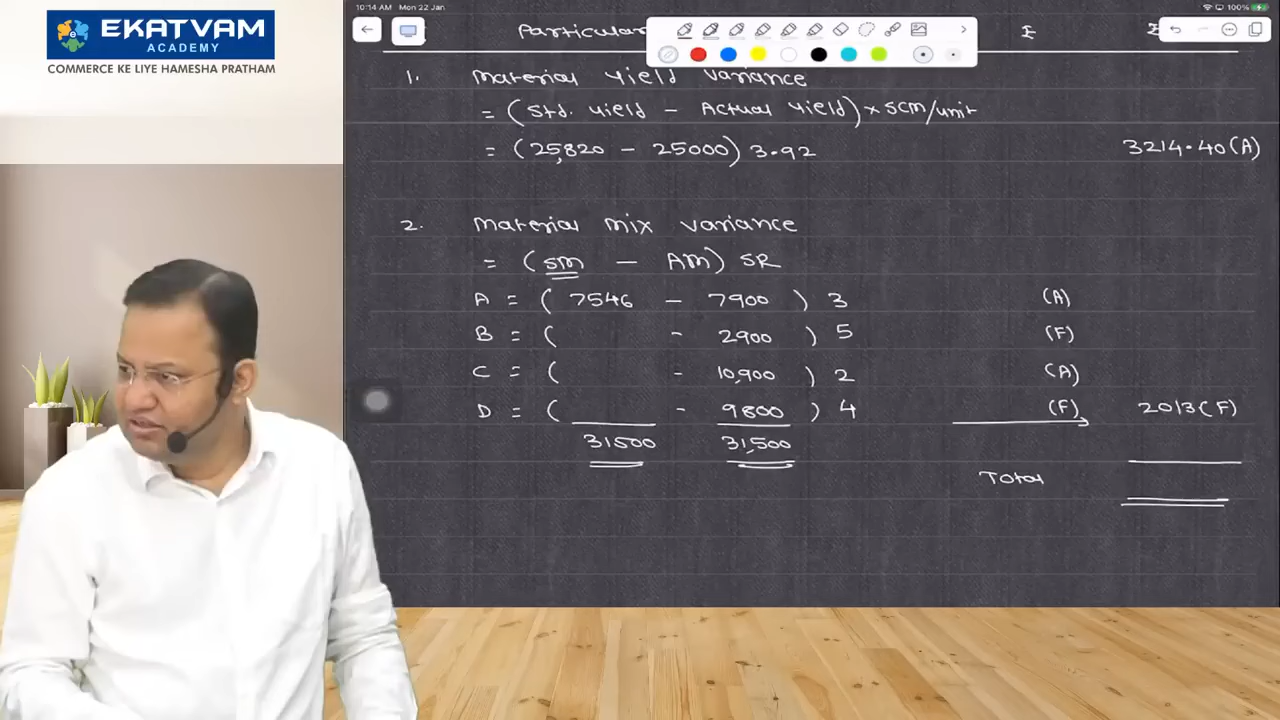 10:14 AM Mon 22 Jan
100%
EKATVAM
ACADEMY
COMMERCE KE LIYE HAMESHA PRATHAM
Particular
1. Material Yield Variance
= (Std. Yield - Actual Yield) × SCM/unit
= (25,820 - 25000) 3.92 3214.40 (A)
2. Material mix variance
= (SM - AM) SR
A = ( 7546 - 7900 ) 3 (A)
B = ( - 2900 ) 5 (F)
C = ( - 10,900 ) 2 (A)
D = ( - 9800 ) 4 (F) 2013 (F)
31500 31,500
Total